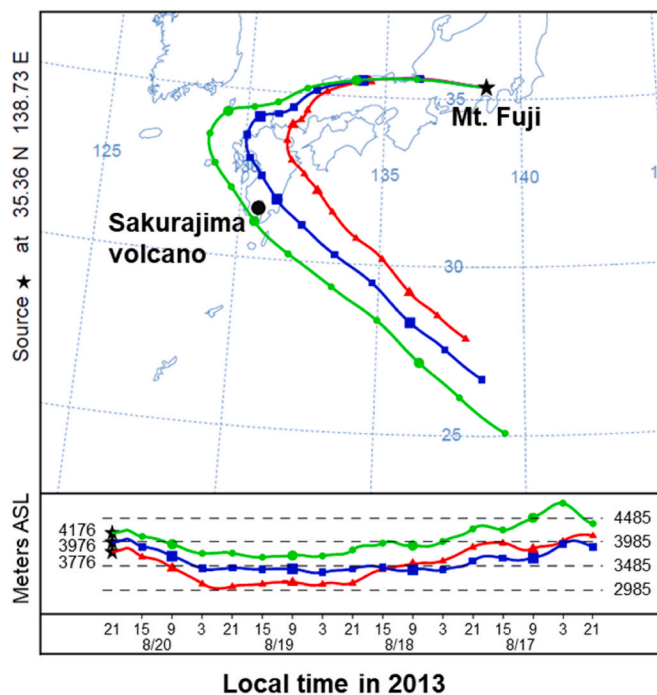 Source ★ at 35.36 N 138.73 E
35
Mt. Fuji
125
130
135
140
Sakurajima
volcano
30
25
Meters ASL
4176
3976
3776
4485
3985
3485
2985
21 15 9 3 21 15 9 3 21 15 9 3 21 15 9 3 21
8/20 8/19 8/18 8/17
Local time in 2013